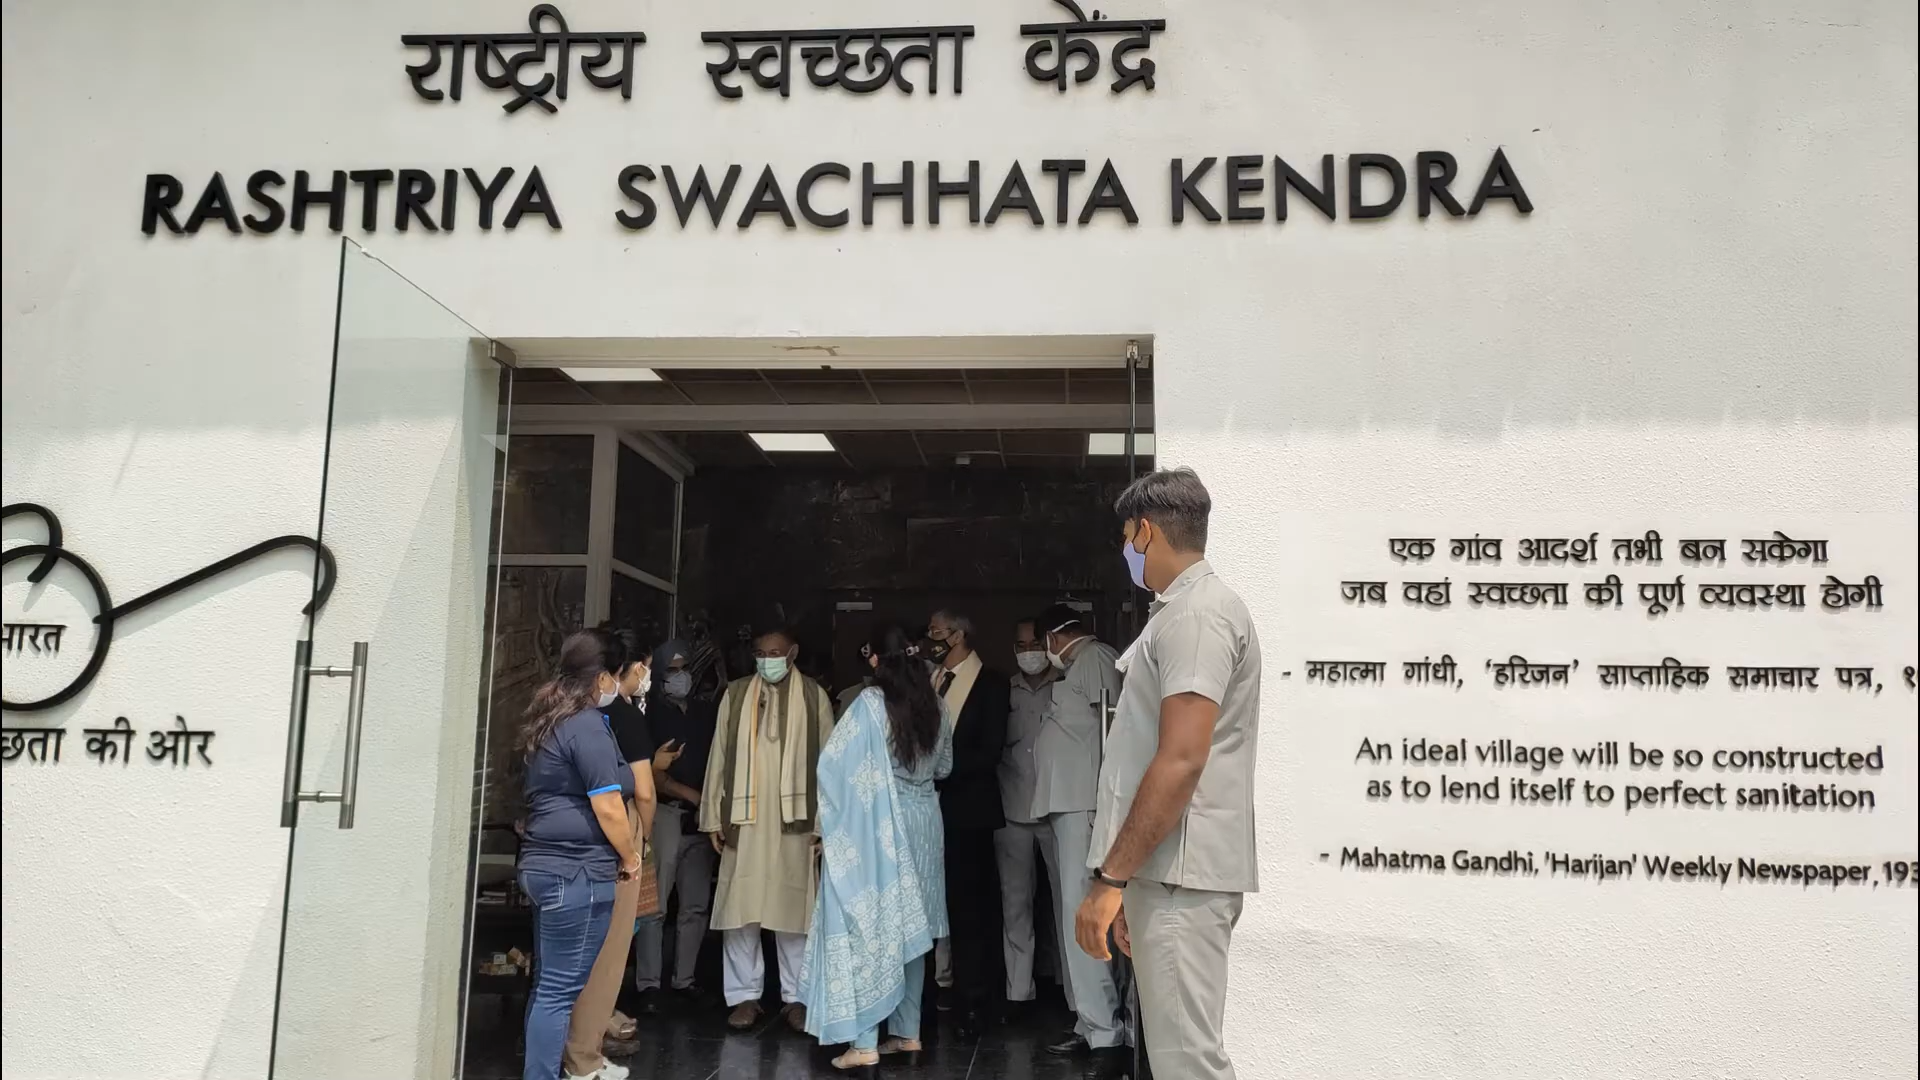 राष्ट्रीय स्वच्छता केंद्र
RASHTRIYA SWACHHATA KENDRA
भारत
की ओर
एक गांव आदर्श तभी बन सकेगा
जब वहां स्वच्छता की पूर्ण व्यवस्था होगी
- महात्मा गांधी, 'हरिजन' साप्ताहिक समाचार पत्र,
An ideal village will be so constructed
as to lend itself to perfect sanitation
- Mahatma Gandhi, 'Harijan' Weekly Newspaper,